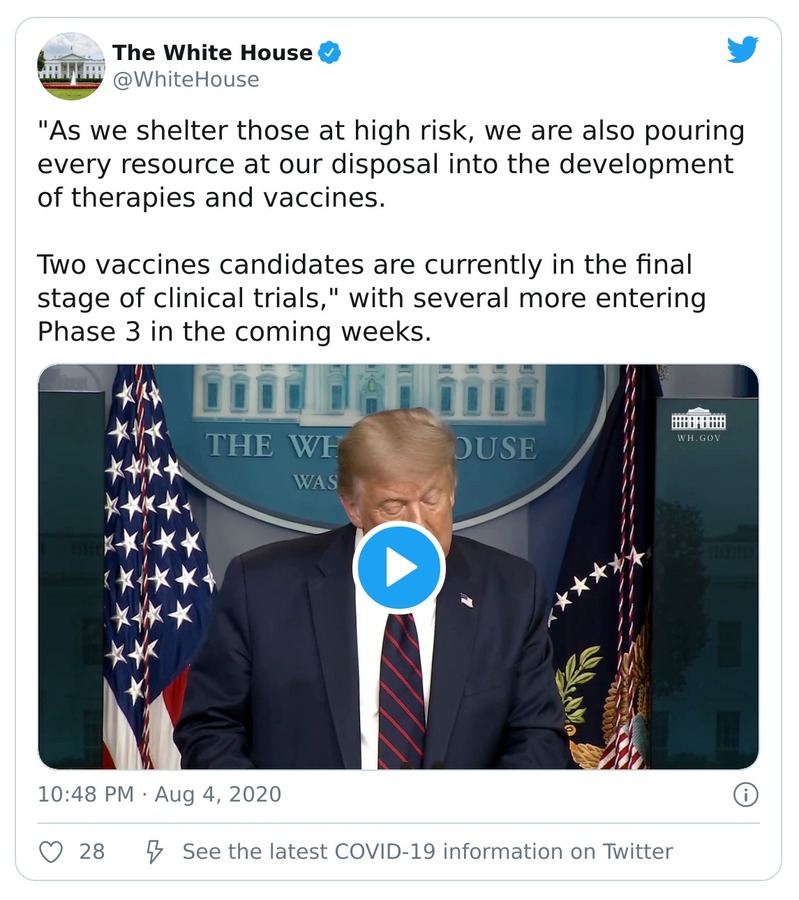 The White House
@WhiteHouse
"As we shelter those at high risk, we are also pouring
every resource at our disposal into the development
of therapies and vaccines.
Two vaccines candidates are currently in the final
stage of clinical trials," with several more entering
Phase 3 in the coming weeks.
THE WH OUSE
WAS
WH.GOV
10:48 PM · Aug 4, 2020
28
See the latest COVID-19 information on Twitter